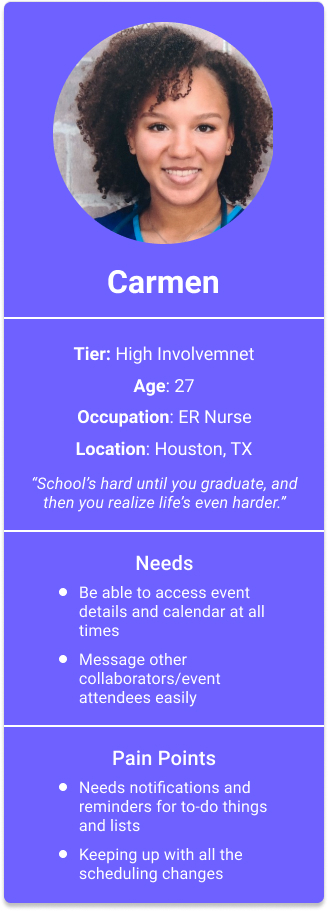 Carmen
Tier: High Involvemnet
Age: 27
Occupation: ER Nurse
Location: Houston, TX
“School’s hard until you graduate, and
then you realize life’s even harder.”
Needs
• Be able to access event
details and calendar at all
times
• Message other
collaborators/event
attendees easily
Pain Points
• Needs notifications and
reminders for to-do things
and lists
• Keeping up with all the
scheduling changes